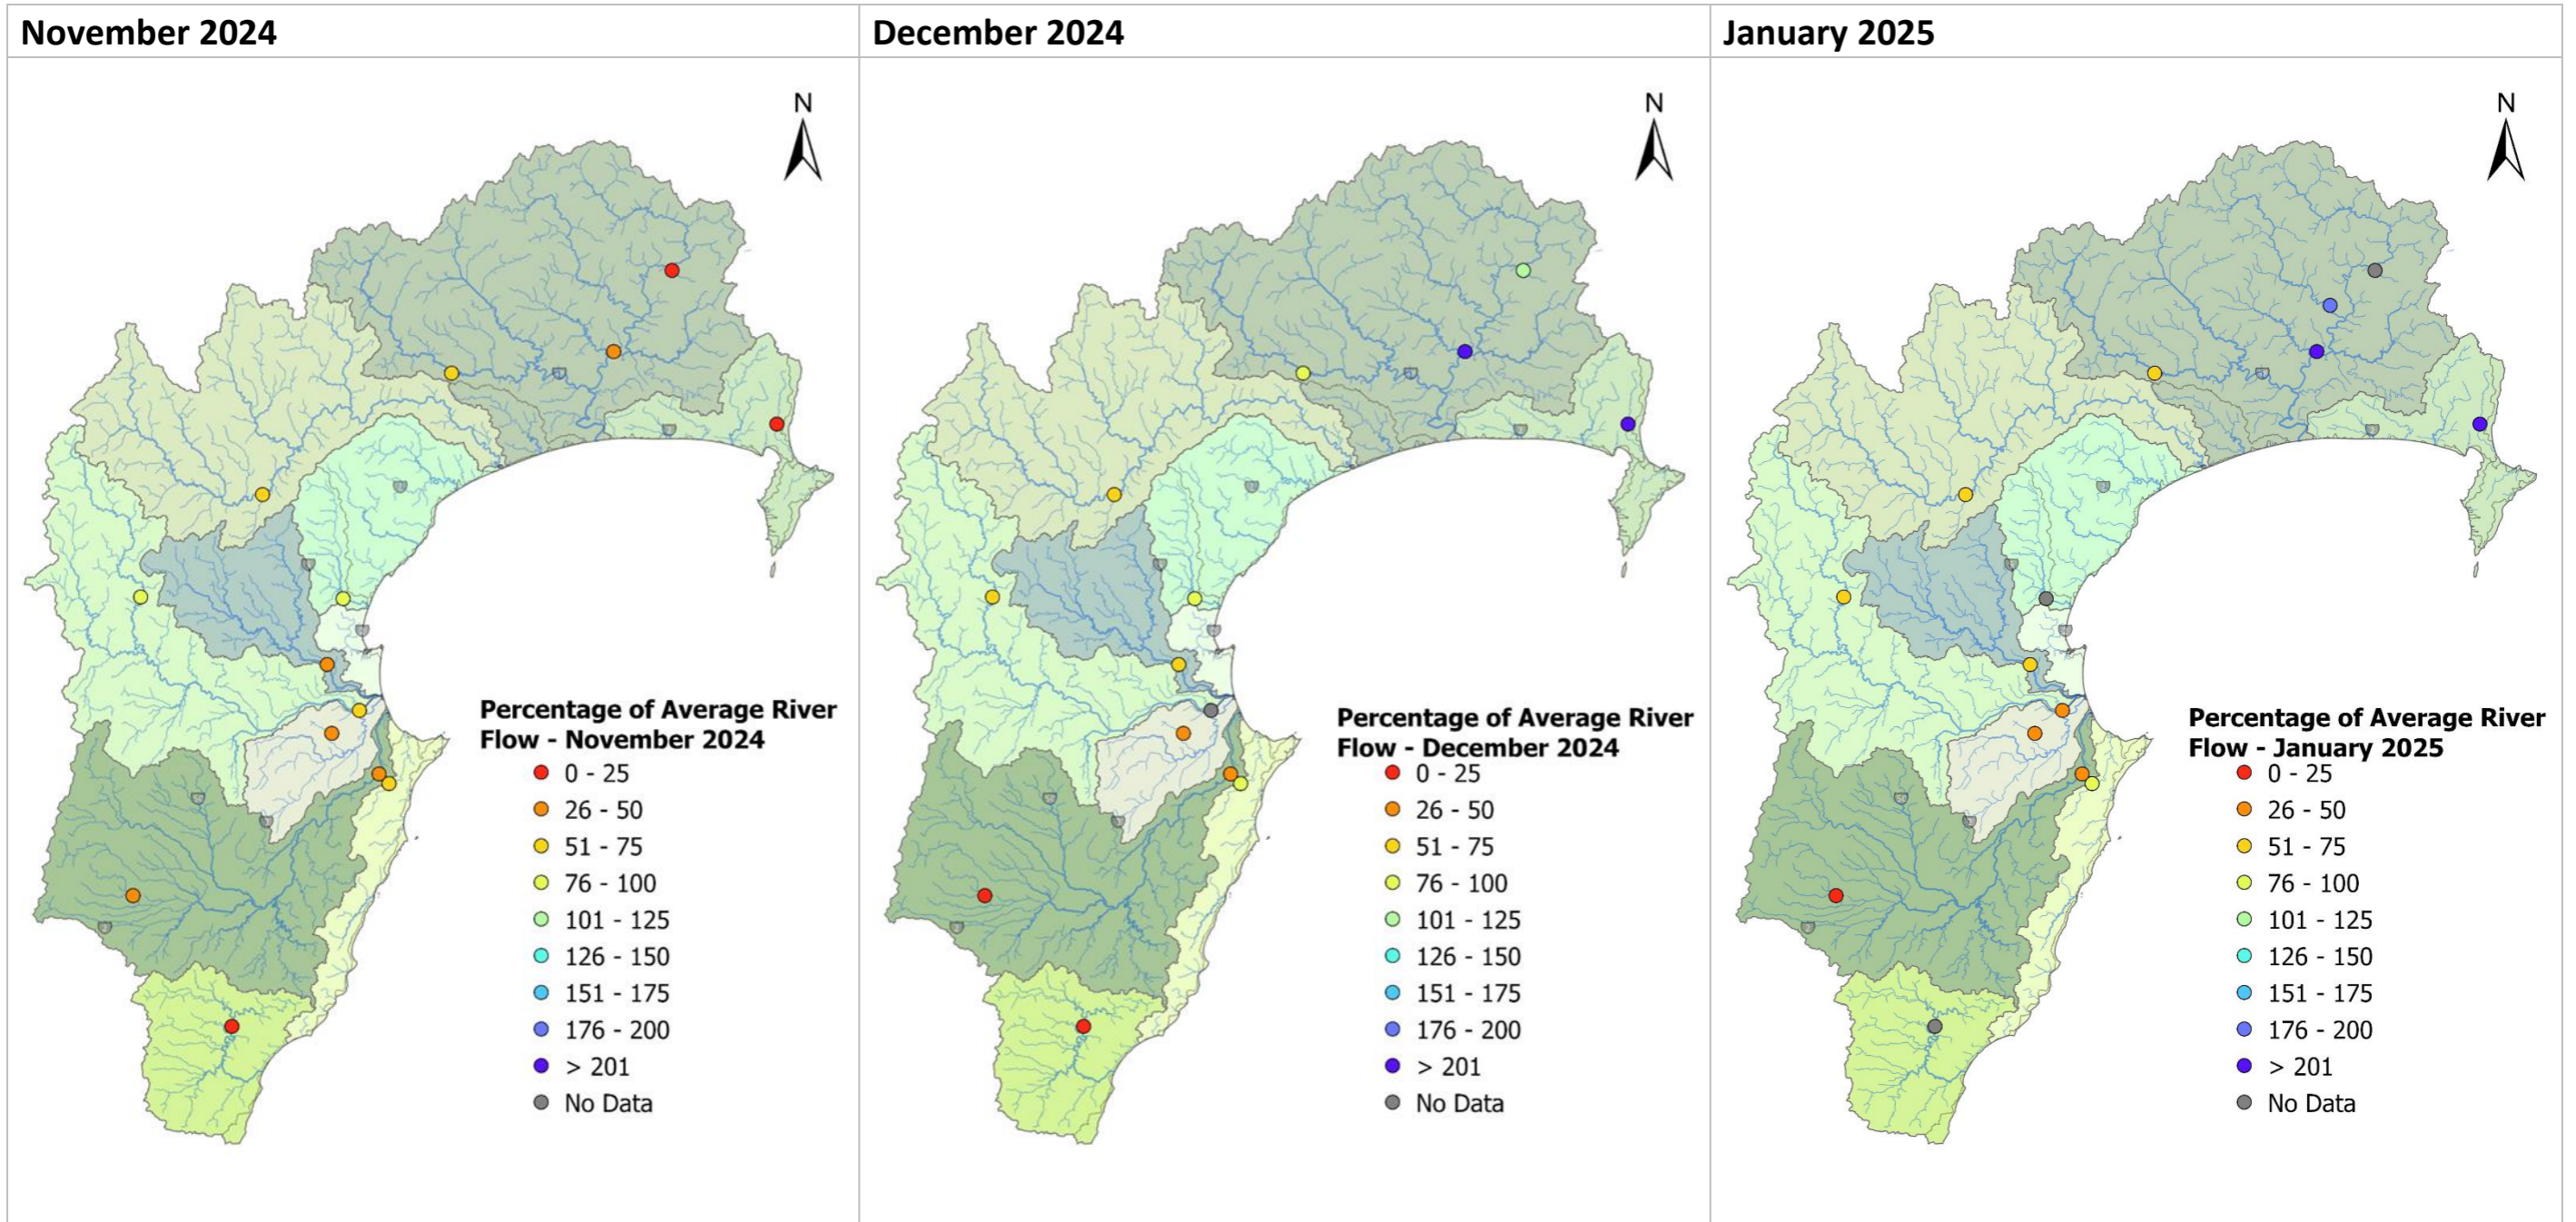 November 2024
December 2024
January 2025
N
Percentage of Average River
Flow - November 2024
0 - 25
26 - 50
51 - 75
76 - 100
101 - 125
126 - 150
151 - 175
176 - 200
> 201
No Data
N
Percentage of Average River
Flow - December 2024
0 - 25
26 - 50
51 - 75
76 - 100
101 - 125
126 - 150
151 - 175
176 - 200
> 201
No Data
N
Percentage of Average River
Flow - January 2025
0 - 25
26 - 50
51 - 75
76 - 100
101 - 125
126 - 150
151 - 175
176 - 200
> 201
No Data